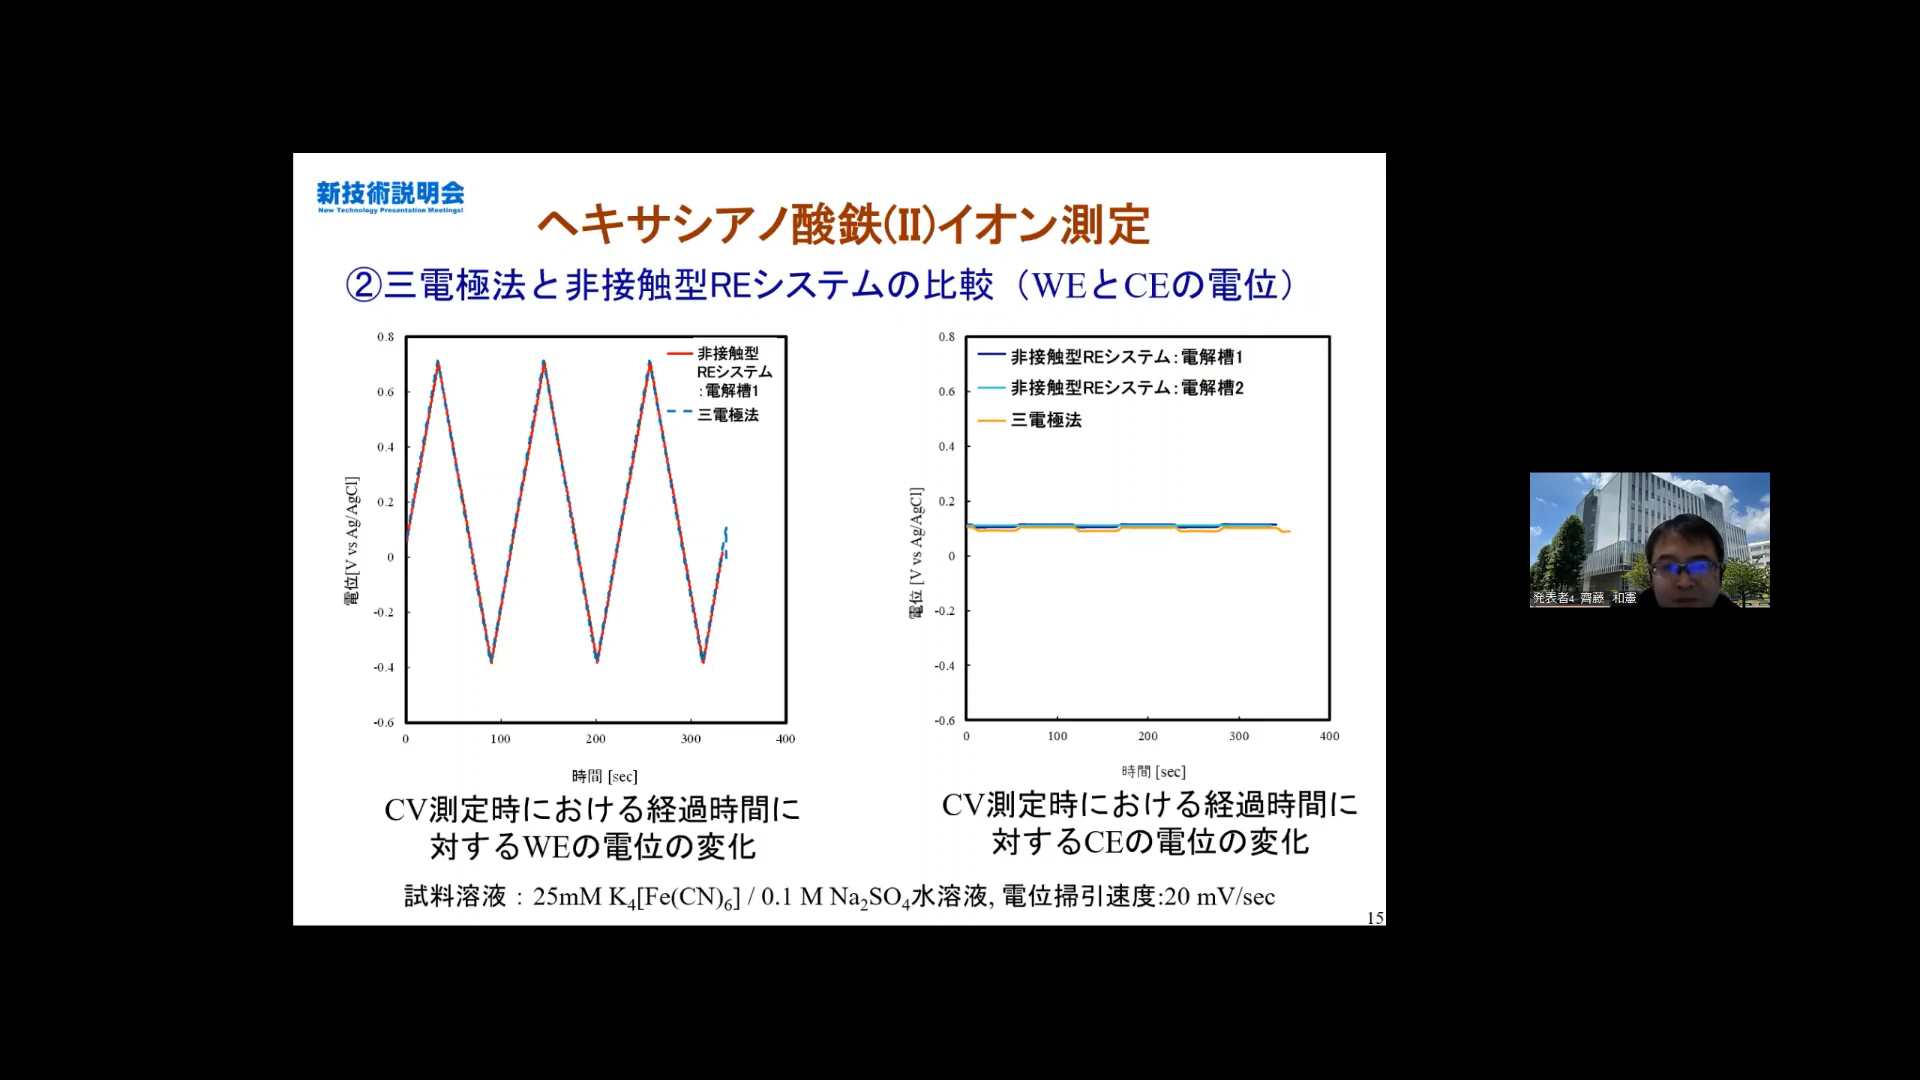 新技術説明会
New Technology Presentation Meetings!
ヘキサシアノ酸鉄(II)イオン測定
②三電極法と非接触型REシステムの比較（WEとCEの電位）
0.8
0.6
0.4
0.2
0
-0.2
-0.4
-0.6
電位[V vs Ag/AgCl]
非接触型
REシステム
：電解槽1
三電極法
0
100
200
300
400
時間 [sec]
CV測定時における経過時間に
対するWEの電位の変化
0.8
0.6
0.4
0.2
0
-0.2
-0.4
-0.6
電位 [V vs Ag/AgCl]
非接触型REシステム：電解槽1
非接触型REシステム：電解槽2
三電極法
0
100
200
300
400
時間 [sec]
CV測定時における経過時間に
対するCEの電位の変化
試料溶液：25mM K4[Fe(CN)6] / 0.1 M Na2SO4水溶液, 電位掃引速度:20 mV/sec
15
発表者4 齊藤 和憲